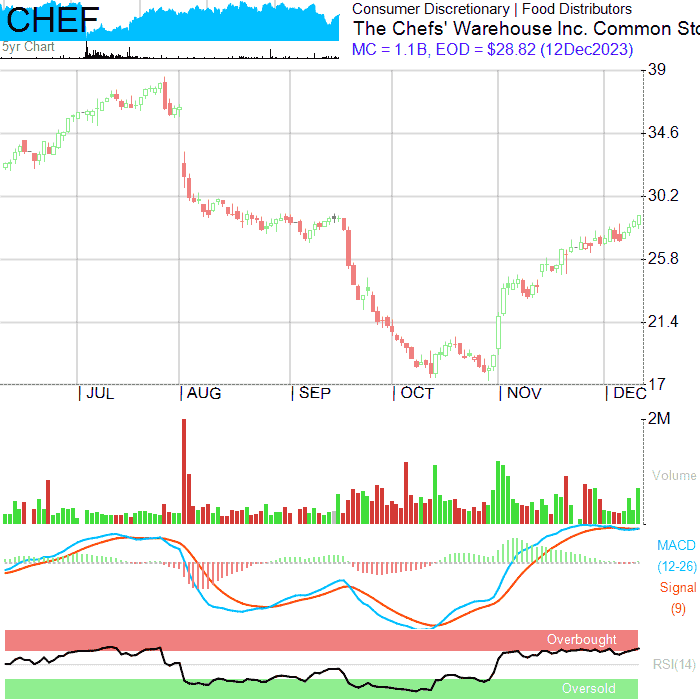 CHEF
5yr Chart
Consumer Discretionary | Food Distributors
The Chefs' Warehouse Inc. Common Sto
MC = 1.1B, EOD = $28.82 (12Dec2023)
39
34.6
30.2
25.8
21.4
17
| JUL | AUG | SEP | OCT | NOV | DEC
2M
Volume
MACD
(12-26)
Signal
(9)
Overbought
RSI(14)
Oversold